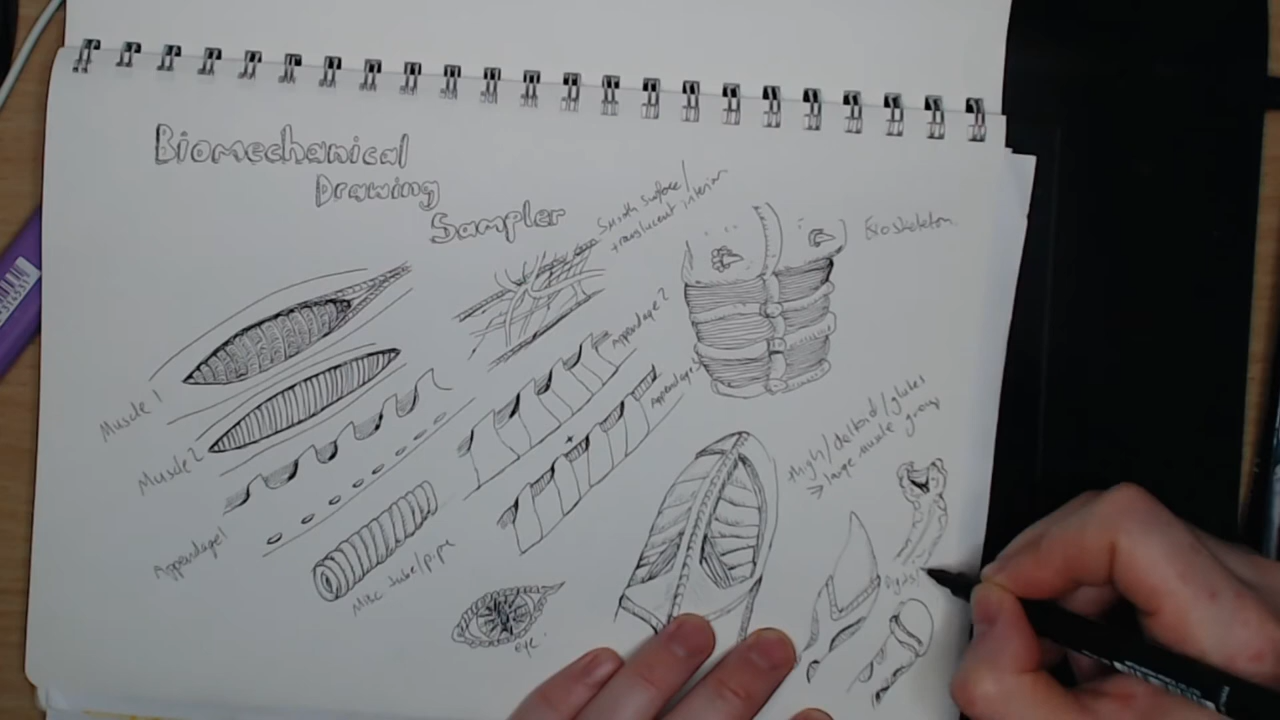 Biomechanical
Drawing
Sampler
Smooth surface/
translucent interior
Exoskeleton
Muscle 1
Muscle 2
Appendage 1
Appendage 2
Appendage 3
Misc tube/pipe
eye
thigh/deltoid/glutes
> large muscle group
Digits/